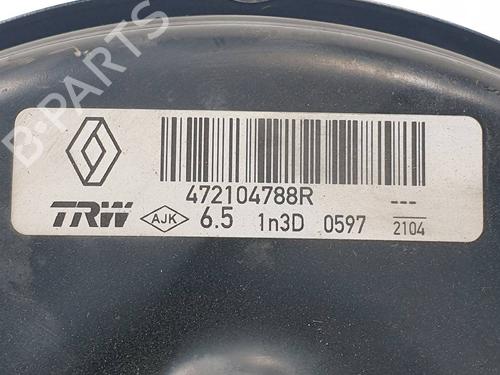 B-PARTS
472104788R ---
TRW AJK 6.5 1n3D 0597 2104